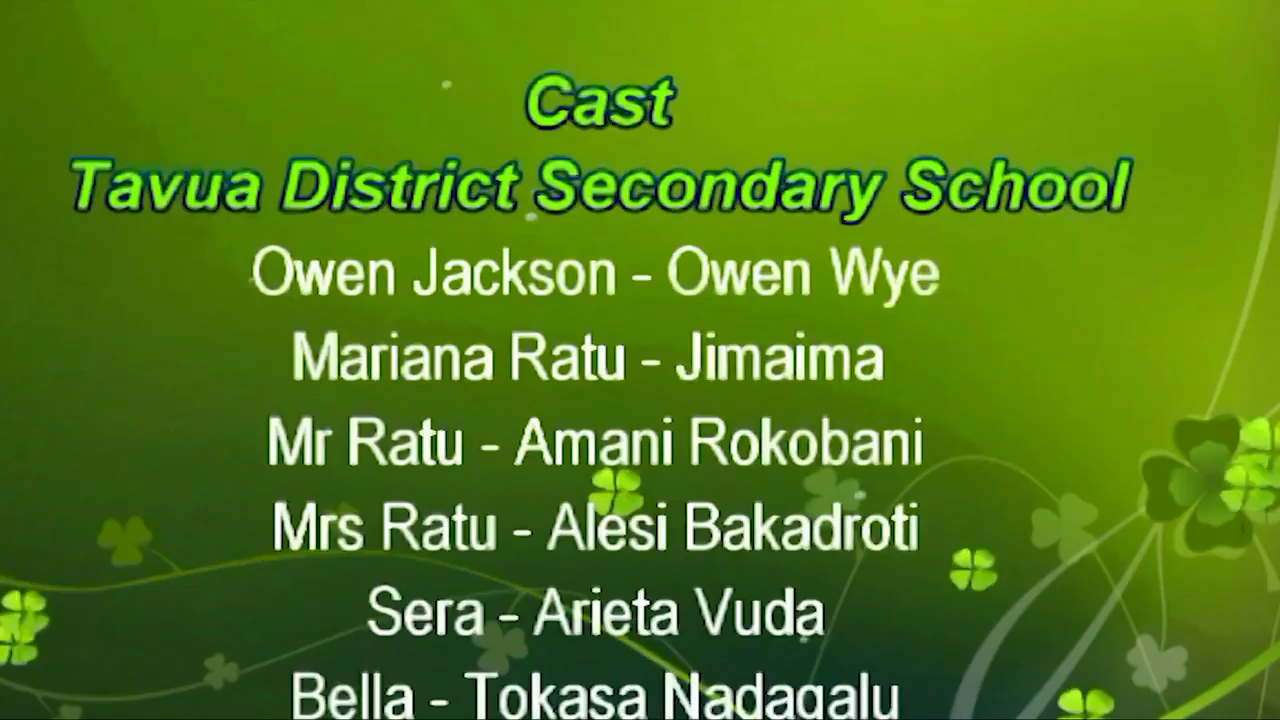 Cast
Tavua District Secondary School
Owen Jackson - Owen Wye
Mariana Ratu - Jimaima
Mr Ratu - Amani Rokobani
Mrs Ratu - Alesi Bakadroti
Sera - Arieta Vuda
Bella - Tokasa Nadagalu